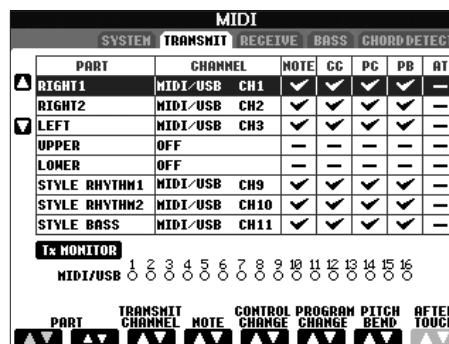 MIDI
SYSTEM TRANSMIT RECEIVE BASS CHORD DETECT
PART CHANNEL NOTE CC PC PB AT
RIGHT1 MIDI/USB CH1
RIGHT2 MIDI/USB CH2
LEFT MIDI/USB CH3
UPPER OFF
LOWER OFF
STYLE RHYTHM1 MIDI/USB CH9
STYLE RHYTHM2 MIDI/USB CH10
STYLE BASS MIDI/USB CH11
Tx MONITOR
1 2 3 4 5 6 7 8 9 10 11 12 13 14 15 16
MIDI/USB
PART TRANSMIT CHANNEL NOTE CONTROL CHANGE PROGRAM CHANGE PITCH BEND AFTER TOUCH